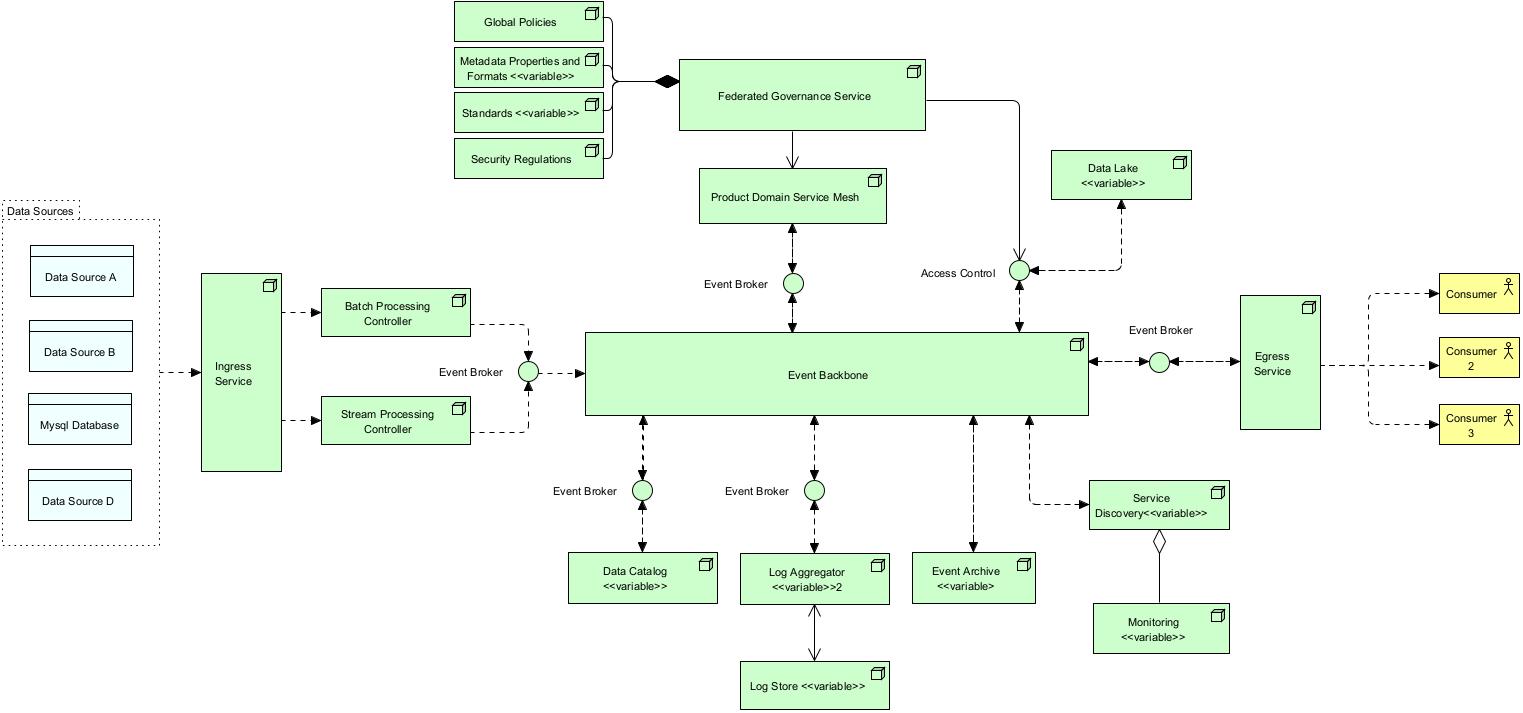 Global Policies
Metadata Properties and
Formats <<variable>>
Standards <<variable>>
Security Regulations
Federated Governance Service
Product Domain Service Mesh
Data Lake
<<variable>>
Data Sources
Data Source A
Data Source B
Mysql Database
Data Source D
Ingress
Service
Batch Processing
Controller
Stream Processing
Controller
Event Broker
Event Broker
Access Control
Event Backbone
Event Broker
Egress
Service
Consumer
Consumer
2
Consumer
3
Event Broker
Event Broker
Data Catalog
<<variable>>
Log Aggregator
<<variable>>2
Event Archive
<<variable>
Service
Discovery<<variable>>
Monitoring
<<variable>>
Log Store <<variable>>